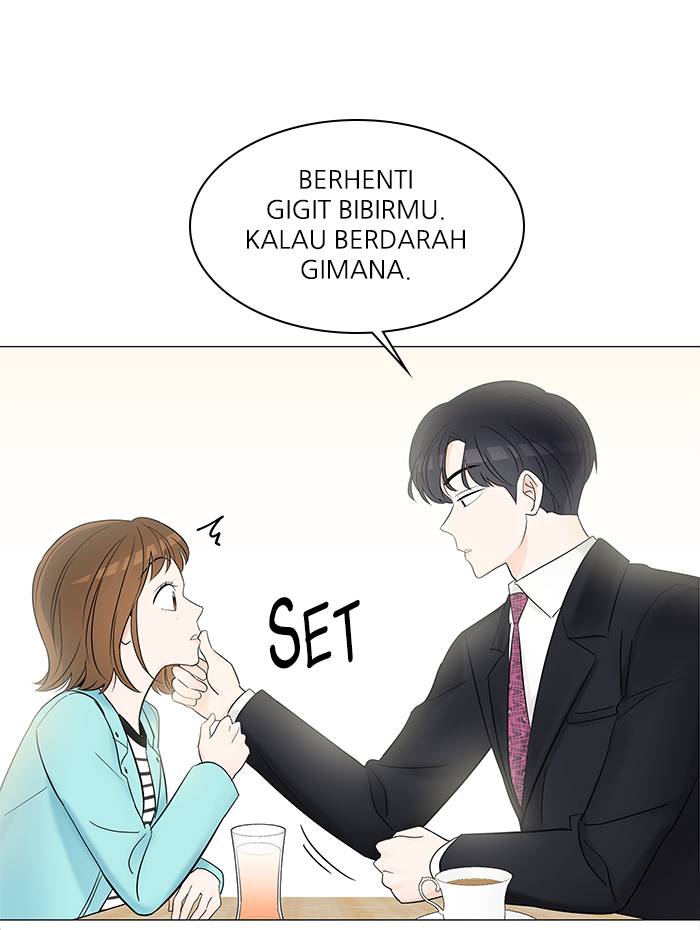 BERHENTI
GIGIT BIBIRMU.
KALAU BERDARAH
GIMANA.
SET